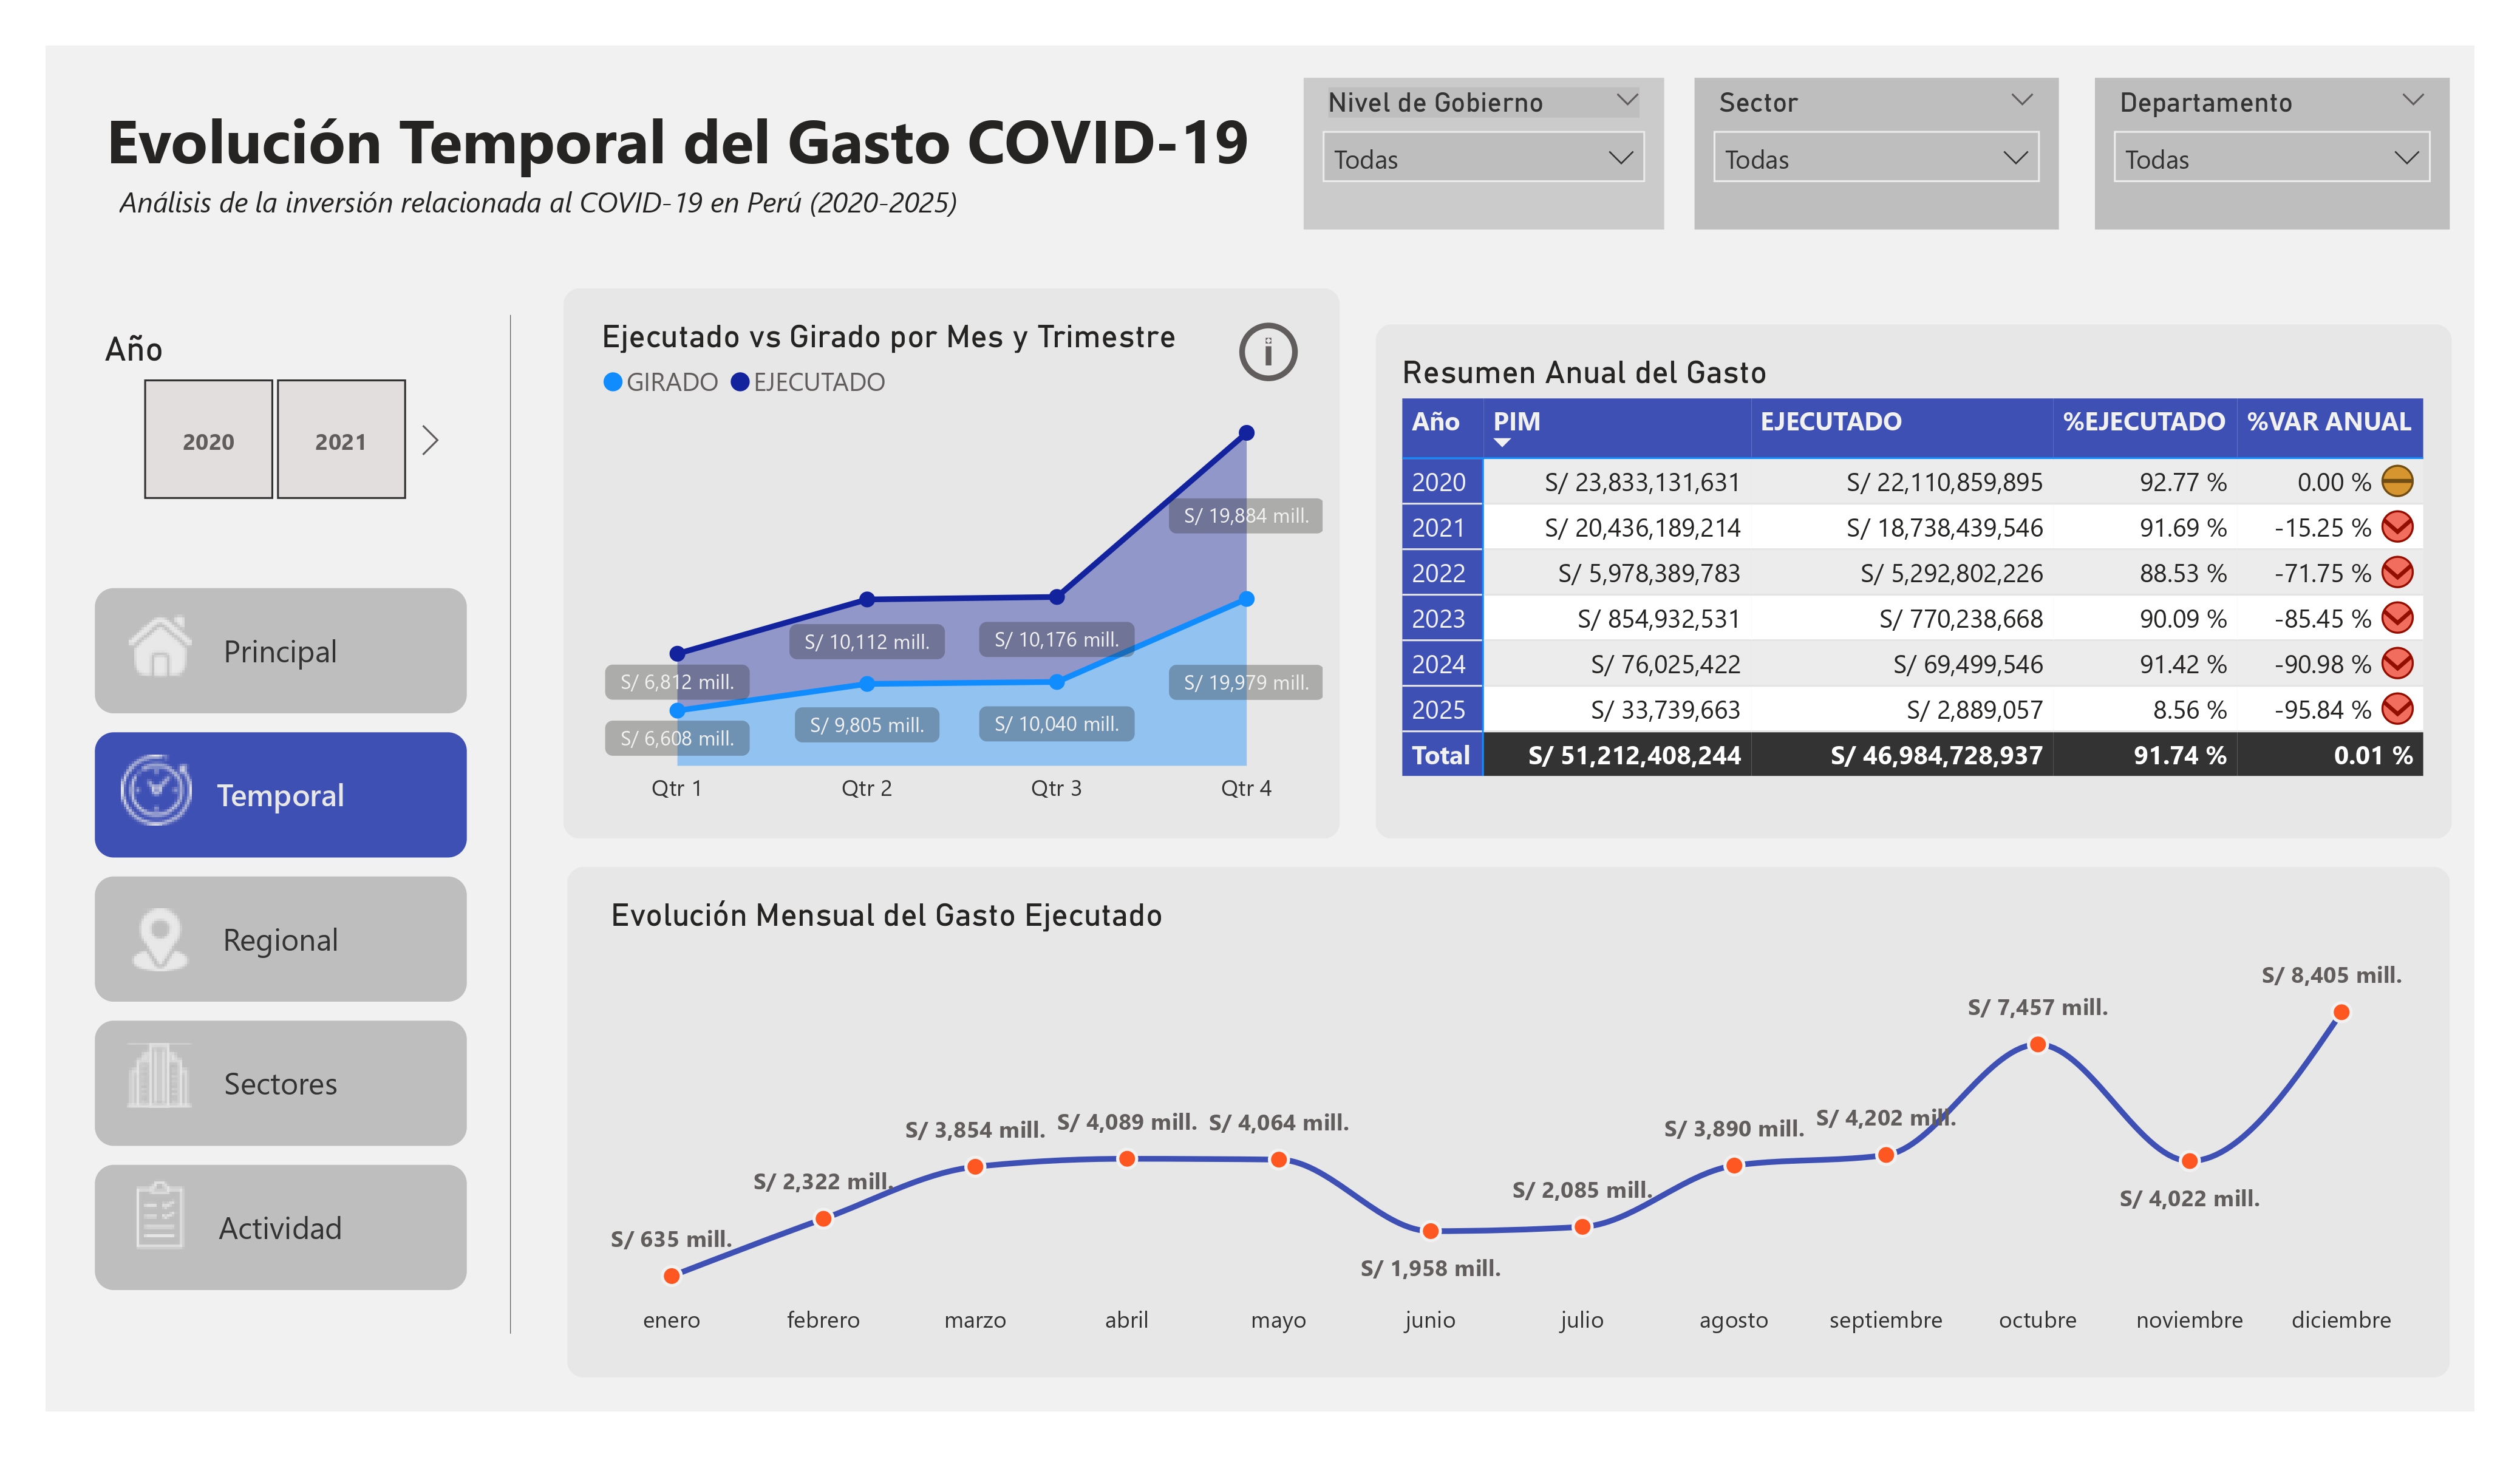 Evolución Temporal del Gasto COVID-19
Análisis de la inversión relacionada al COVID-19 en Perú (2020-2025)
Nivel de Gobierno
Todas
Sector
Todas
Departamento
Todas
Año
2020
2021
Principal
Temporal
Regional
Sectores
Actividad
Ejecutado vs Girado por Mes y Trimestre
GIRADO EJECUTADO
S/ 19,884 mill.
S/ 10,112 mill.
S/ 10,176 mill.
S/ 6,812 mill.
S/ 19,979 mill.
S/ 6,608 mill.
S/ 9,805 mill.
S/ 10,040 mill.
Qtr 1 Qtr 2 Qtr 3 Qtr 4
Resumen Anual del Gasto
Año PIM EJECUTADO %EJECUTADO %VAR ANUAL
2020 S/ 23,833,131,631 S/ 22,110,859,895 92.77 % 0.00 %
2021 S/ 20,436,189,214 S/ 18,738,439,546 91.69 % -15.25 %
2022 S/ 5,978,389,783 S/ 5,292,802,226 88.53 % -71.75 %
2023 S/ 854,932,531 S/ 770,238,668 90.09 % -85.45 %
2024 S/ 76,025,422 S/ 69,499,546 91.42 % -90.98 %
2025 S/ 33,739,663 S/ 2,889,057 8.56 % -95.84 %
Total S/ 51,212,408,244 S/ 46,984,728,937 91.74 % 0.01 %
Evolución Mensual del Gasto Ejecutado
S/ 635 mill.
S/ 2,322 mill.
S/ 3,854 mill.
S/ 4,089 mill.
S/ 4,064 mill.
S/ 1,958 mill.
S/ 2,085 mill.
S/ 3,890 mill.
S/ 4,202 mill.
S/ 7,457 mill.
S/ 4,022 mill.
S/ 8,405 mill.
enero febrero marzo abril mayo junio julio agosto septiembre octubre noviembre diciembre